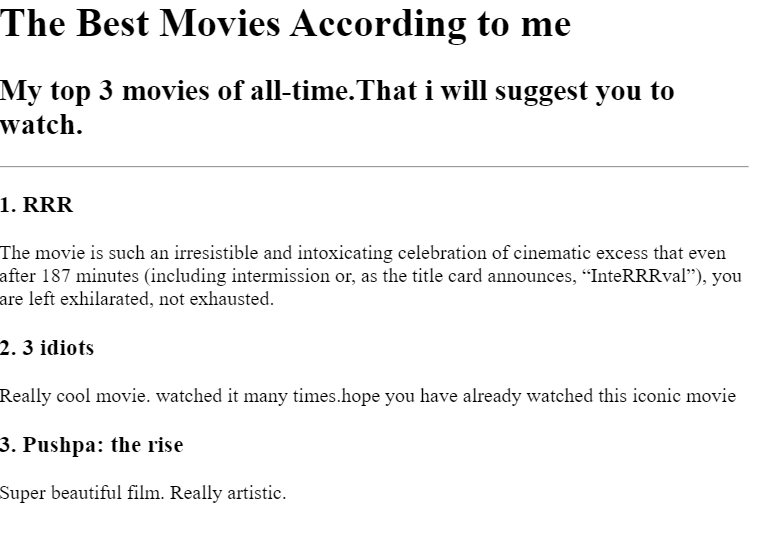 The Best Movies According to me
My top 3 movies of all-time.That i will suggest you to
watch.
1. RRR
The movie is such an irresistible and intoxicating celebration of cinematic excess that even
after 187 minutes (including intermission or, as the title card announces, “InteRRRval”), you
are left exhilarated, not exhausted.
2. 3 idiots
Really cool movie. watched it many times.hope you have already watched this iconic movie
3. Pushpa: the rise
Super beautiful film. Really artistic.